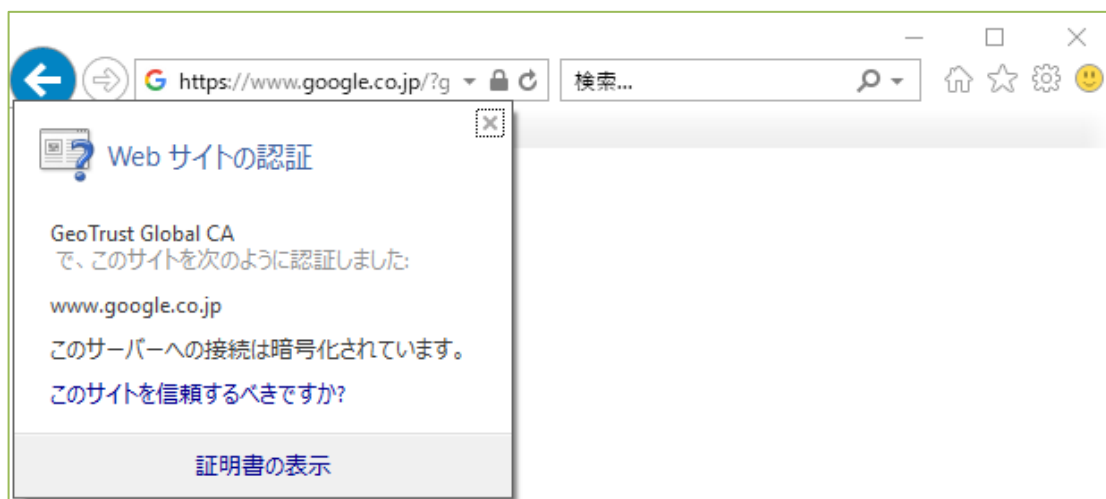 https://www.google.co.jp/?g
検索...
Web サイトの認証
GeoTrust Global CA
で、このサイトを次のように認証しました:
www.google.co.jp
このサーバーへの接続は暗号化されています。
このサイトを信頼するべきですか?
証明書の表示